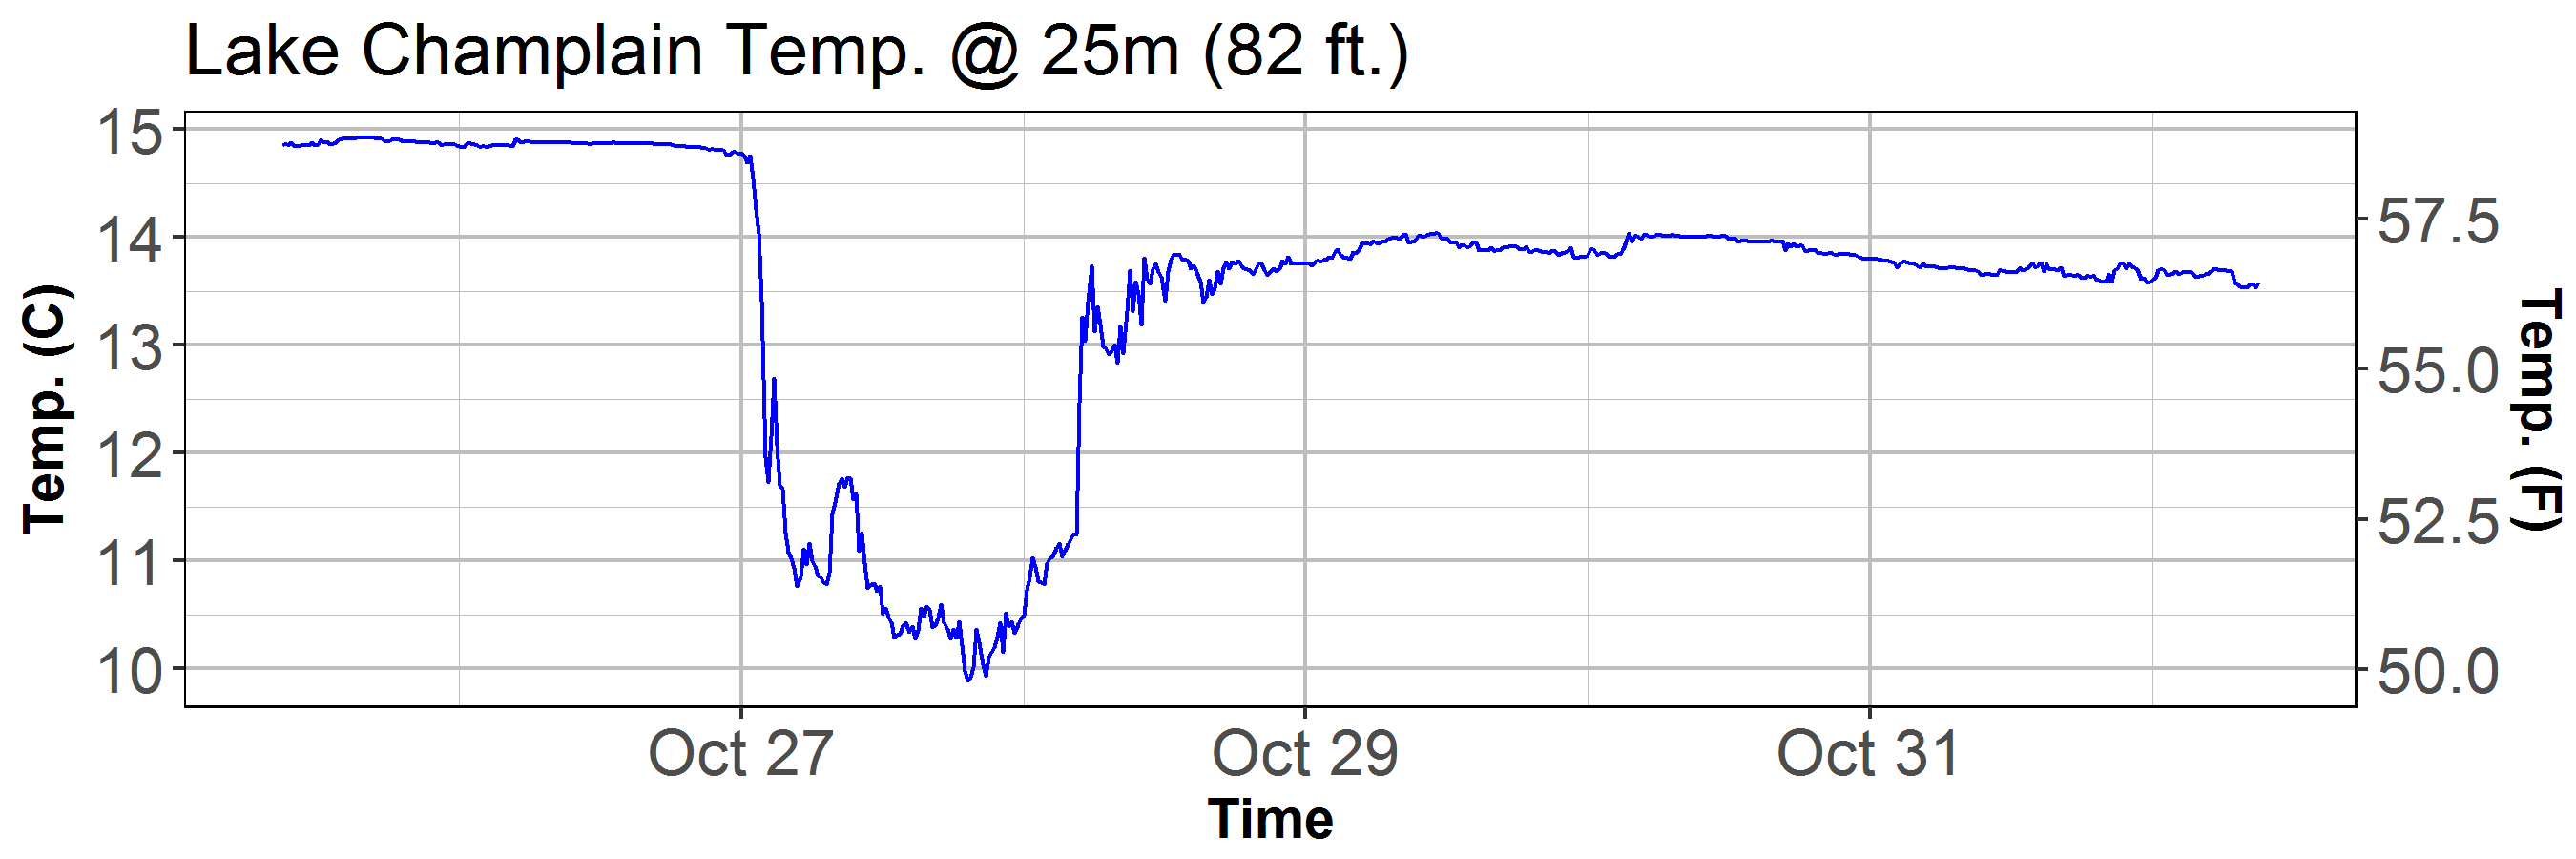 Lake Champlain Temp. @ 25m (82 ft.)
Temp. (C)
15
14
13
12
11
10
57.5
55.0
52.5
50.0
Temp. (F)
Oct 27 Oct 29 Oct 31
Time